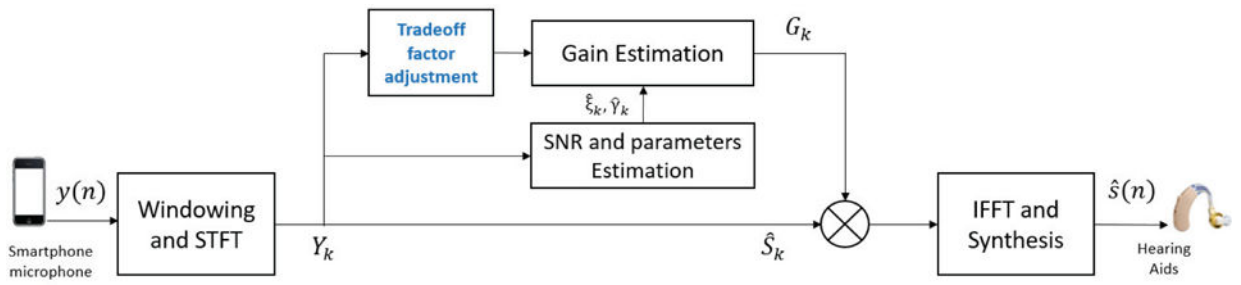 Tradeoff
factor
adjustment
Gain Estimation
G_k
ξ̂_k, γ̂_k
SNR and parameters
Estimation
y(n)
Smartphone
microphone
Windowing
and STFT
Y_k
Ŝ_k
IFFT and
Synthesis
ŝ(n)
Hearing
Aids